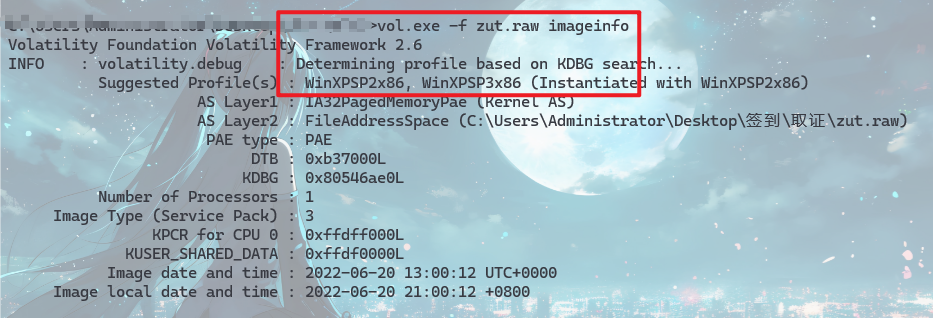 C:\Users\Administrator\Desktop >vol.exe -f zut.raw imageinfo
Volatility Foundation Volatility Framework 2.6
INFO    : volatility.debug    : Determining profile based on KDBG search...
Suggested Profile(s) : WinXPSP2x86, WinXPSP3x86 (Instantiated with WinXPSP2x86)
AS Layer1 : IA32PagedMemoryPae (Kernel AS)
AS Layer2 : FileAddressSpace (C:\Users\Administrator\Desktop\签到\取证\zut.raw)
PAE type : PAE
DTB : 0xb37000L
KDBG : 0x80546ae0L
Number of Processors : 1
Image Type (Service Pack) : 3
KPCR for CPU 0 : 0xffdff000L
KUSER_SHARED_DATA : 0xffdf0000L
Image date and time : 2022-06-20 13:00:12 UTC+0000
Image local date and time : 2022-06-20 21:00:12 +0800